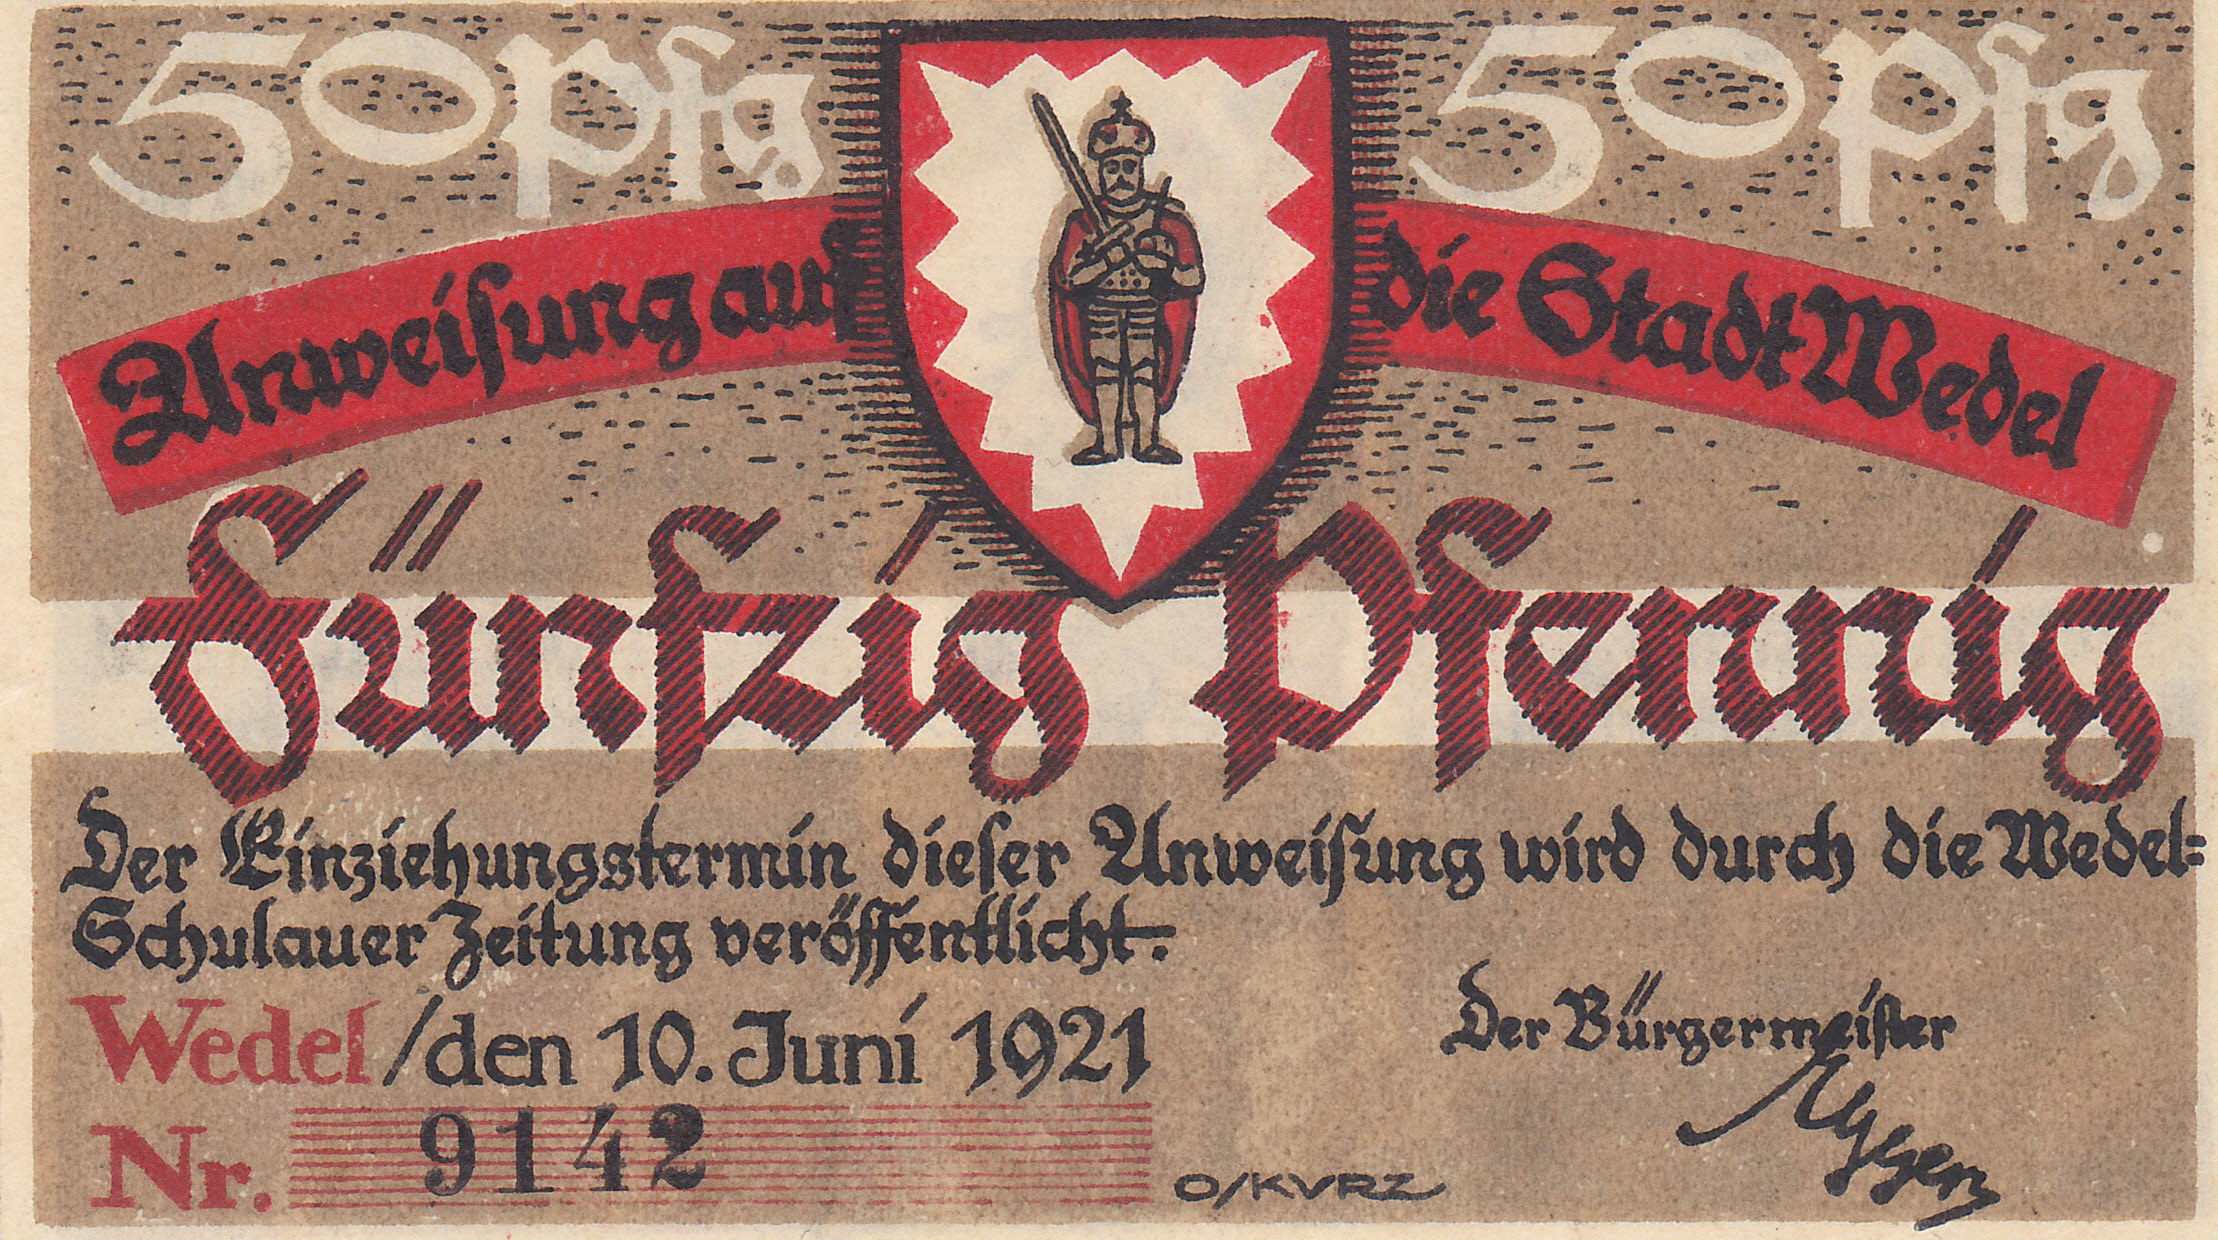 50 Pfg
50 Pfg
Anweisung auf die Stadt Wedel
Fünfzig Pfennig
Der Einziehungstermin dieser Anweisung wird durch die Wedel=
Schulauer Zeitung veröffentlicht.
Wedel/den 10. Juni 1921
Der Bürgermeister
Nr. 9142
O/KVRZ